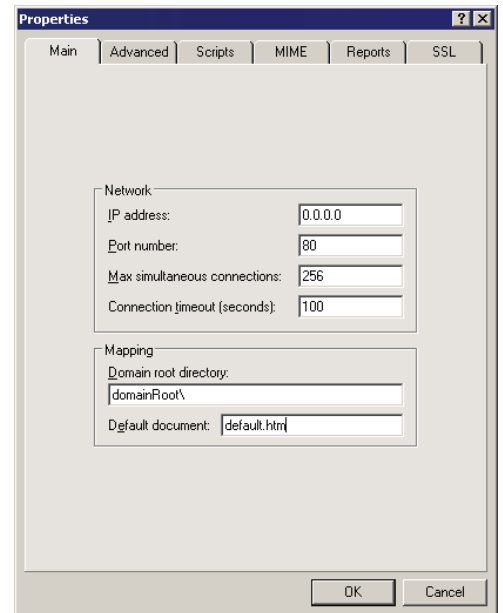 Properties
Main Advanced Scripts MIME Reports SSL
Network
IP address: 0.0.0.0
Port number: 80
Max simultaneous connections: 256
Connection timeout (seconds): 100
Mapping
Domain root directory:
domainRoot\
Default document: default.htm
OK Cancel